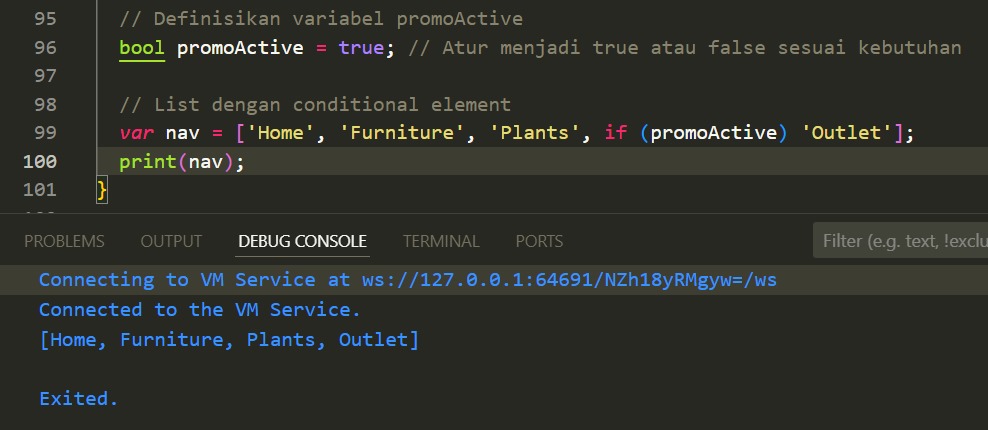 95 // Definisikan variabel promoActive
96 bool promoActive = true; // Atur menjadi true atau false sesuai kebutuhan
97
98 // List dengan conditional element
99 var nav = ['Home', 'Furniture', 'Plants', if (promoActive) 'Outlet'];
100 print(nav);
101 }
PROBLEMS OUTPUT DEBUG CONSOLE TERMINAL PORTS Filter (e.g. text, !exclu
Connecting to VM Service at ws://127.0.0.1:64691/NZh18yRMgyw=/ws
Connected to the VM Service.
[Home, Furniture, Plants, Outlet]
Exited.